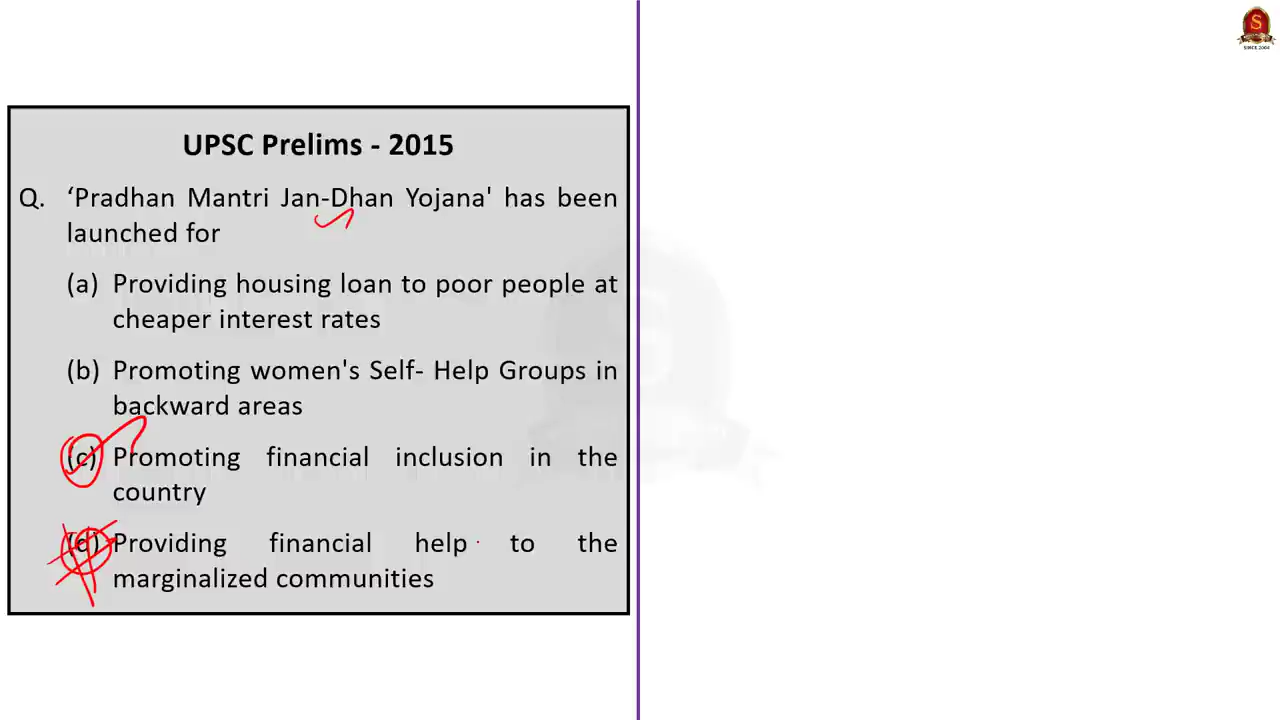 UPSC Prelims - 2015
Q. ‘Pradhan Mantri Jan-Dhan Yojana' has been
launched for
(a) Providing housing loan to poor people at
cheaper interest rates
(b) Promoting women's Self- Help Groups in
backward areas
(c) Promoting financial inclusion in the
country
(d) Providing financial help to the
marginalized communities
S
SINCE 2004